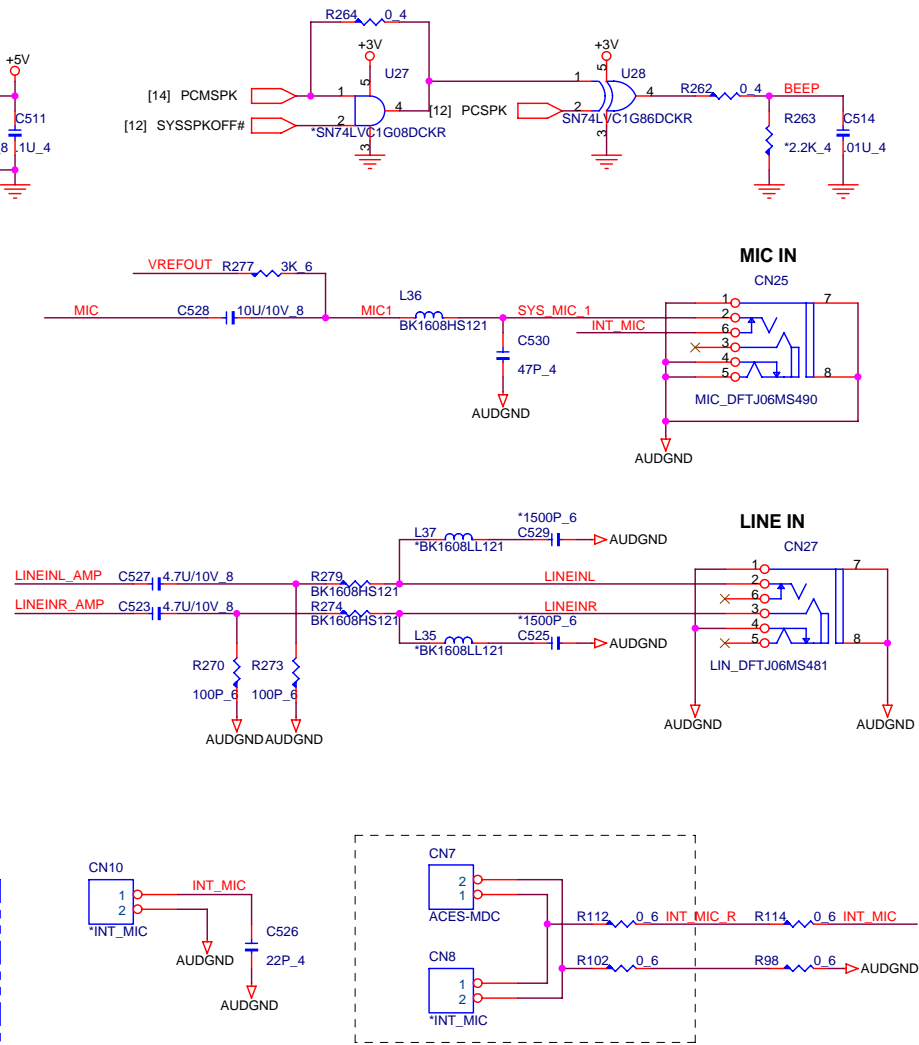 R264 0_4
+3V
+3V
+5V
U27
U28
5
5
[14] PCMSPK 1
4
1
4
R262 0_4 BEEP
[12] SYSSPKOFF# 2
[12] PCSPK 2
*SN74LVC1G08DCKR
SN74LVC1G86DCKR
3
3
C511
8 .1U_4
R263
*2.2K_4
C514
.01U_4
MIC IN
CN25
VREFOUT R277 3K_6
MIC C528 10U/10V_8 MIC1
L36
BK1608HS121
SYS_MIC_1
INT_MIC
C530
47P_4
AUDGND
1
2
6
3
4
5
7
8
MIC_DFTJ06MS490
AUDGND
LINE IN
CN27
L37
*BK1608LL121
*1500P_6
C529
AUDGND
LINEINL_AMP C527 4.7U/10V_8
R279
BK1608HS121
LINEINL
LINEINR_AMP C523 4.7U/10V_8
R274
BK1608HS121
LINEINR
L35
*BK1608LL121
*1500P_6
C525
AUDGND
R270
100P_6
R273
100P_6
AUDGND AUDGND
1
2
6
3
4
5
7
8
LIN_DFTJ06MS481
AUDGND
AUDGND
CN10
1
2
*INT_MIC
INT_MIC
AUDGND
C526
22P_4
AUDGND
CN7
2
1
ACES-MDC
CN8
1
2
*INT_MIC
R112 0_6 INT_MIC_R R114 0_6 INT_MIC
R102 0_6 R98 0_6 AUDGND